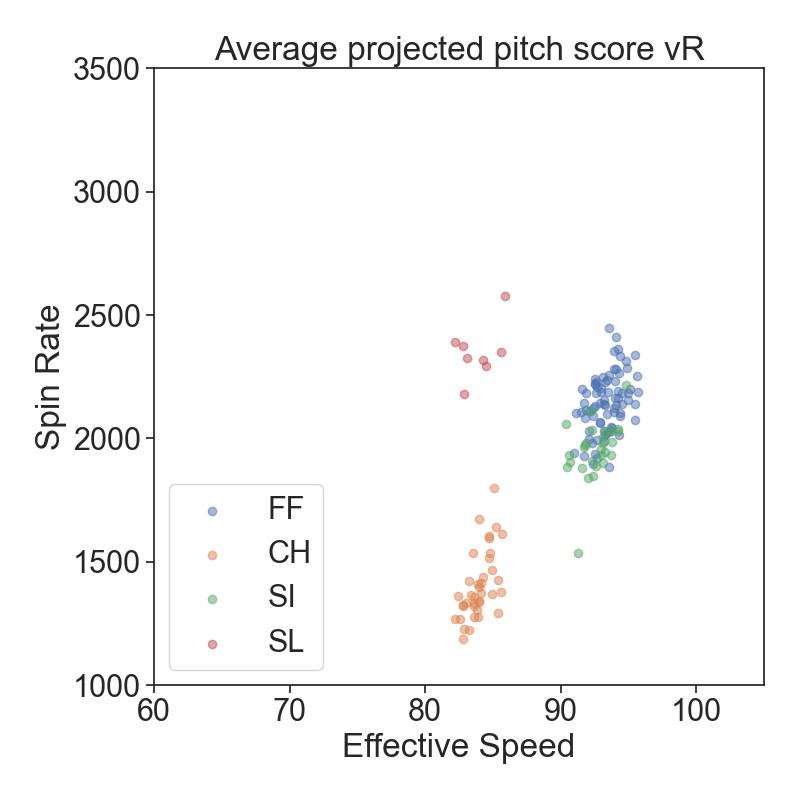 Average projected pitch score vR
3500
3000
2500
2000
1500
1000
Spin Rate
FF
CH
SI
SL
60 70 80 90 100
Effective Speed